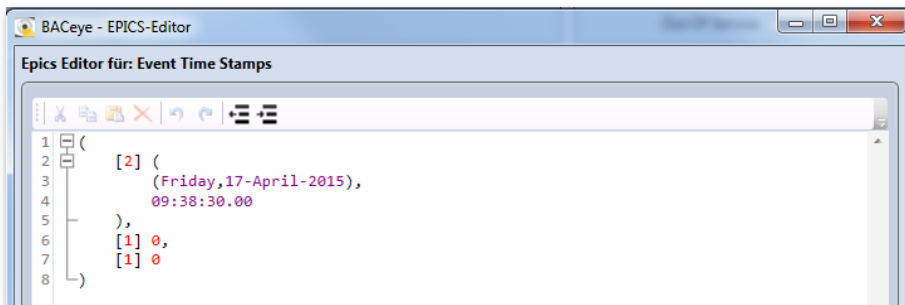 BACeye - EPICS-Editor
Epics Editor für: Event Time Stamps
1 (
2 [2] (
3 (Friday,17-April-2015),
4 09:38:30.00
5 ),
6 [1] 0,
7 [1] 0
8 )